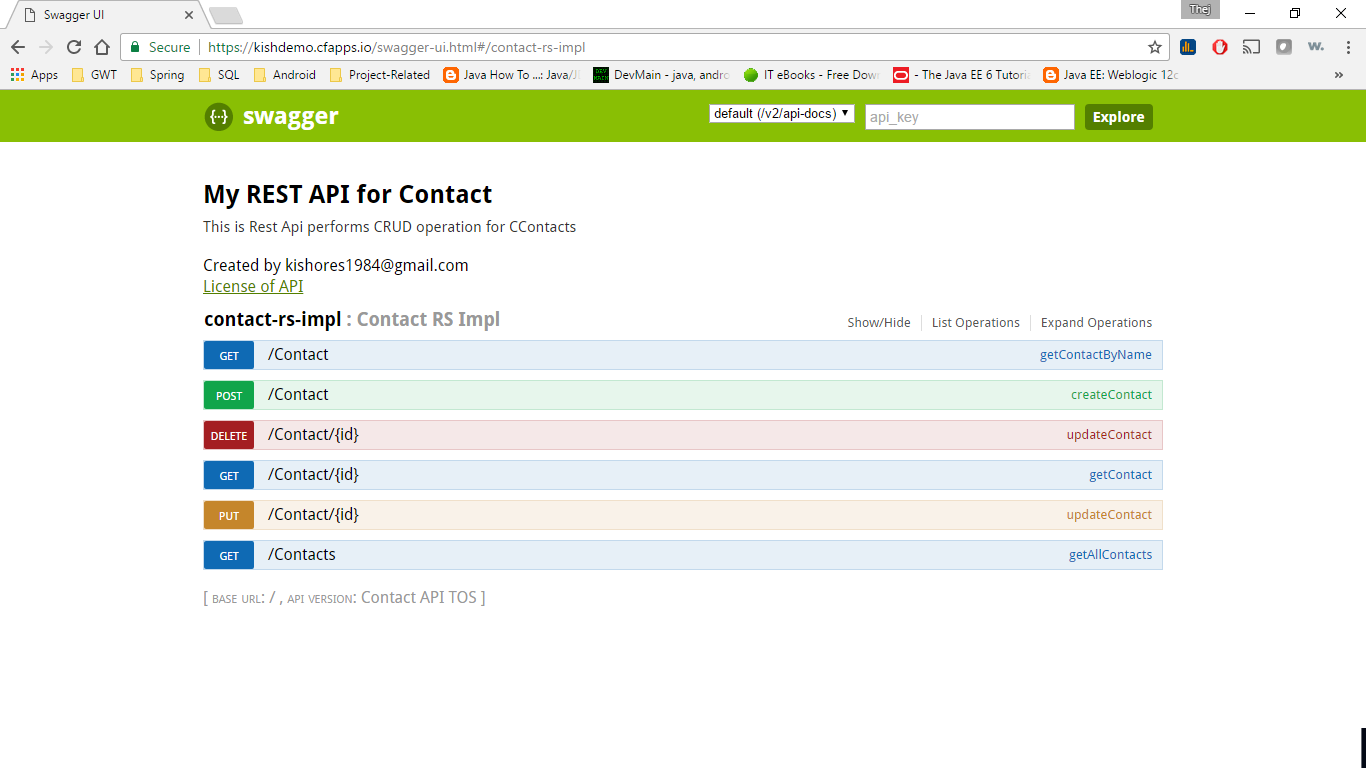 Swagger UI
Thej
Secure https://kishdemo.cfapps.io/swagger-ui.html#/contact-rs-impl
w.
Apps GWT Spring SQL Android Project-Related Java How To ...: Java/J DEV MAIN DevMain - java, andro IT eBooks - Free Dow - The Java EE 6 Tutoria Java EE: Weblogic 12c »
{··} swagger default (/v2/api-docs) api_key Explore
My REST API for Contact
This is Rest Api performs CRUD operation for CContacts
Created by kishores1984@gmail.com
License of API
contact-rs-impl : Contact RS Impl Show/Hide List Operations Expand Operations
GET /Contact getContactByName
POST /Contact createContact
DELETE /Contact/{id} updateContact
GET /Contact/{id} getContact
PUT /Contact/{id} updateContact
GET /Contacts getAllContacts
[ BASE URL: / , API VERSION: Contact API TOS ]